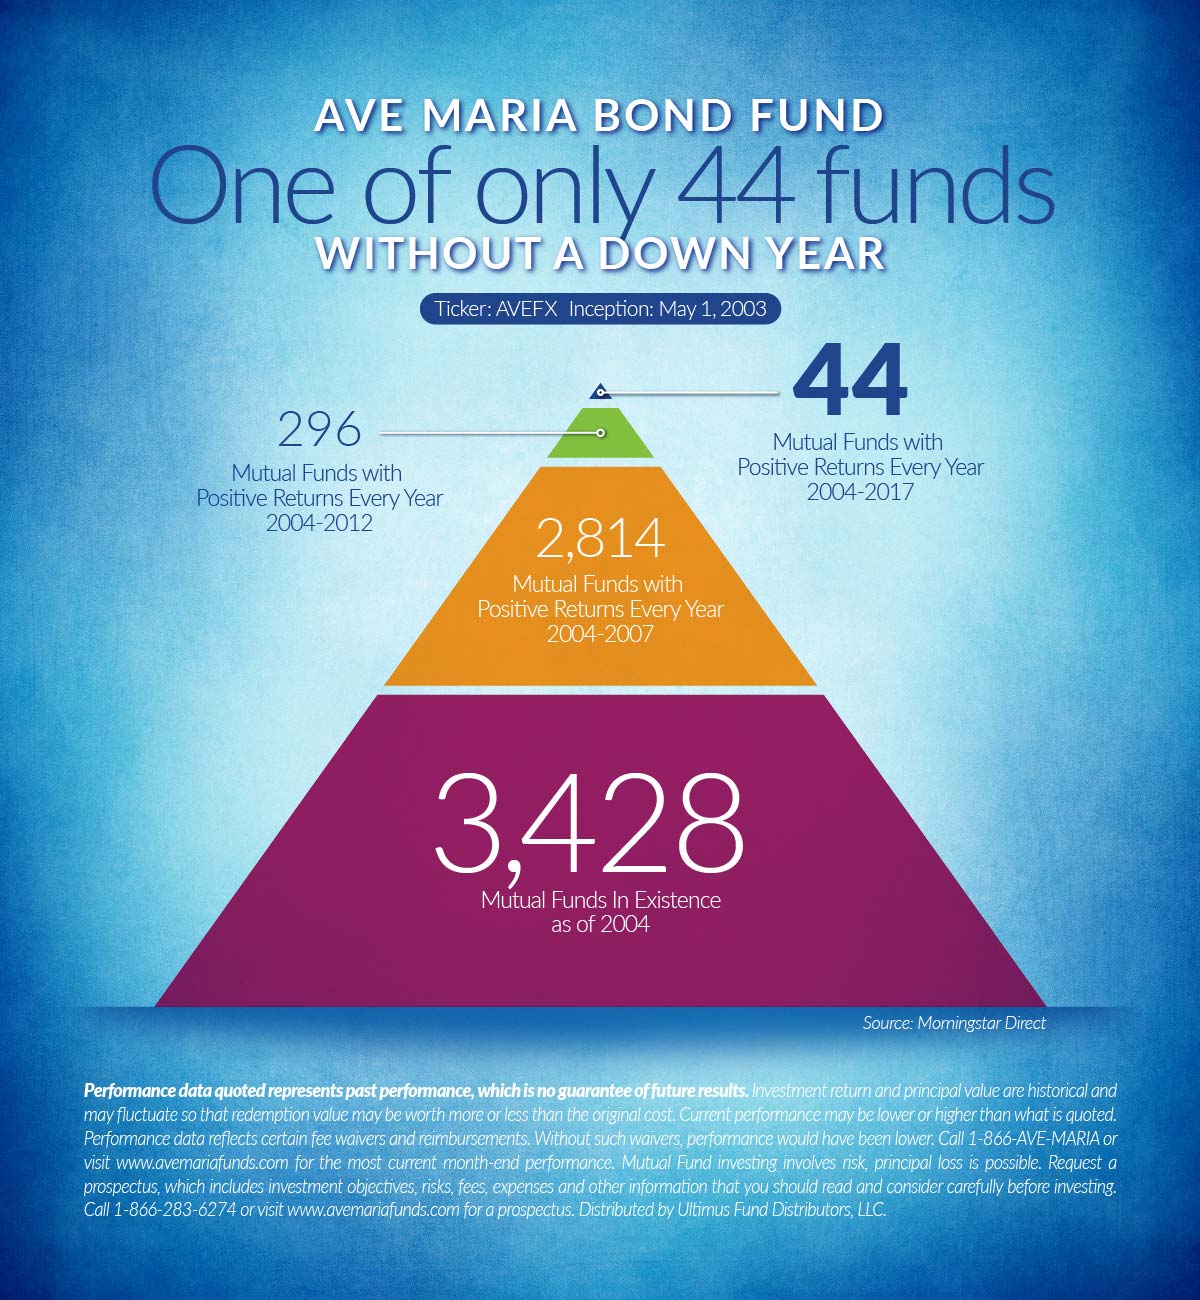 AVE MARIA BOND FUND
One of only 44 funds
WITHOUT A DOWN YEAR
Ticker: AVEFX Inception: May 1, 2003
44
Mutual Funds with
Positive Returns Every Year
2004-2017
296
Mutual Funds with
Positive Returns Every Year
2004-2012
2,814
Mutual Funds with
Positive Returns Every Year
2004-2007
3,428
Mutual Funds In Existence
as of 2004
Source: Morningstar Direct
Performance data quoted represents past performance, which is no guarantee of future results. Investment return and principal value are historical and
may fluctuate so that redemption value may be worth more or less than the original cost. Current performance may be lower or higher than what is quoted.
Performance data reflects certain fee waivers and reimbursements. Without such waivers, performance would have been lower. Call 1-866-AVE-MARIA or
visit www.avemariafunds.com for the most current month-end performance. Mutual Fund investing involves risk, principal loss is possible. Request a
prospectus, which includes investment objectives, risks, fees, expenses and other information that you should read and consider carefully before investing.
Call 1-866-283-6274 or visit www.avemariafunds.com for a prospectus. Distributed by Ultimus Fund Distributors, LLC.